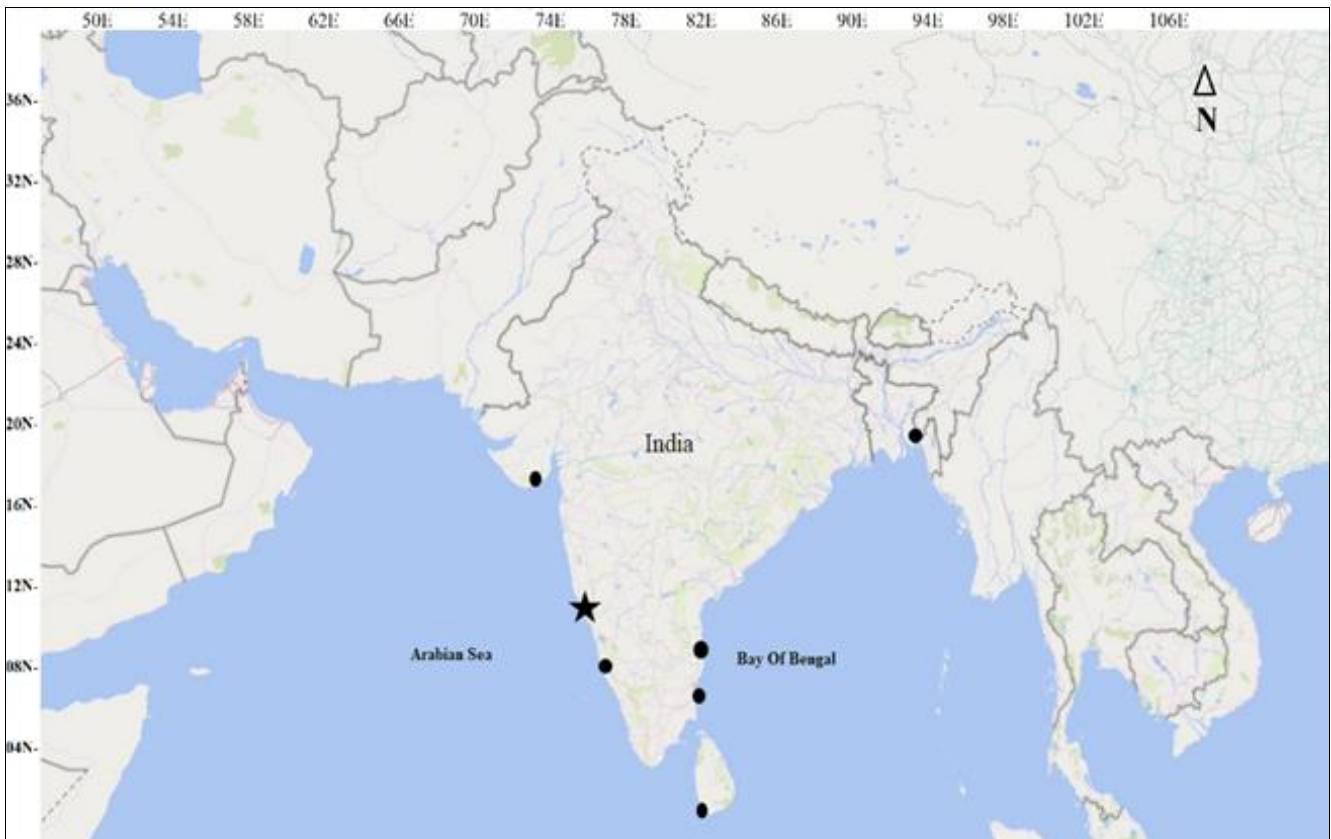 50E 54E 58E 62E 66E 70E 74E 78E 82E 86E 90E 94E 98E 102E 106E
N
36N-
32N-
28N-
24N-
20N-
India
16N-
12N-
Arabian Sea
Bay Of Bengal
08N-
04N-